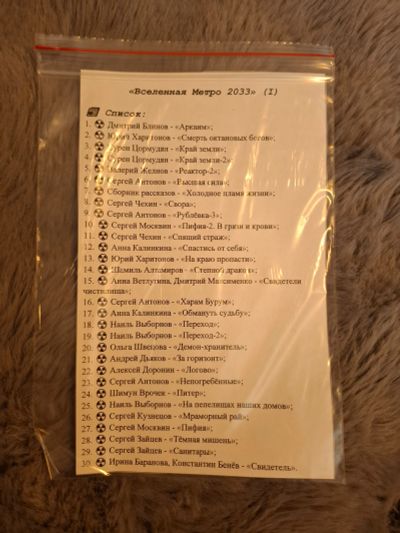 «Вселенная Метро 2033» (I)
Список:
1. Дмитрий Блинов - «Арказм»;
2. Юрий Харитонов - «Смерть октановых богов»;
3. Сурен Цормудян - «Край земли»;
4. Сурен Цормудян - «Край земли-2»;
5. Валерий Желнов - «Реактор-2»;
6. Сергей Антонов - «Высшая сила»;
7. Сборник рассказов - «Холодное пламя жизни»;
8. Сергей Чехин - «Свора»;
9. Сергей Антонов - «Рублёвка-3»;
10. Сергей Москвин - «Пифия-2. В грязи и крови»;
11. Сергей Чехин - «Спящий страж»;
12. Анна Калинкина - «Спастись от себя»;
13. Юрий Харитонов - «На краю пропасти»;
14. Шамиль Алтамиров - «Степной дракон»;
15. Анна Ветлугина, Дмитрий Максименко - «Свидетели
чистилища»;
16. Сергей Антонов - «Харам Бурум»;
17. Анна Калинкина - «Обмануть судьбу»;
18. Наиль Выборнов - «Переход»;
19. Наиль Выборнов - «Переход-2»;
20. Ольга Швецова - «Демон-хранитель»;
21. Андрей Дьяков - «За горизонт»;
22. Алексей Доронин - «Логово»;
23. Сергей Антонов - «Непогребённые»;
24. Шимун Врочек - «Питер»;
25. Наиль Выборнов - «На пепелищах наших домов»;
26. Сергей Кузнецов - «Мраморный рай»;
27. Сергей Москвин - «Пифия»;
28. Сергей Зайцев - «Тёмная мишень»;
29. Сергей Зайцев - «Санитары»;
30. Ирина Баранова, Константин Бенёв - «Свидетель».